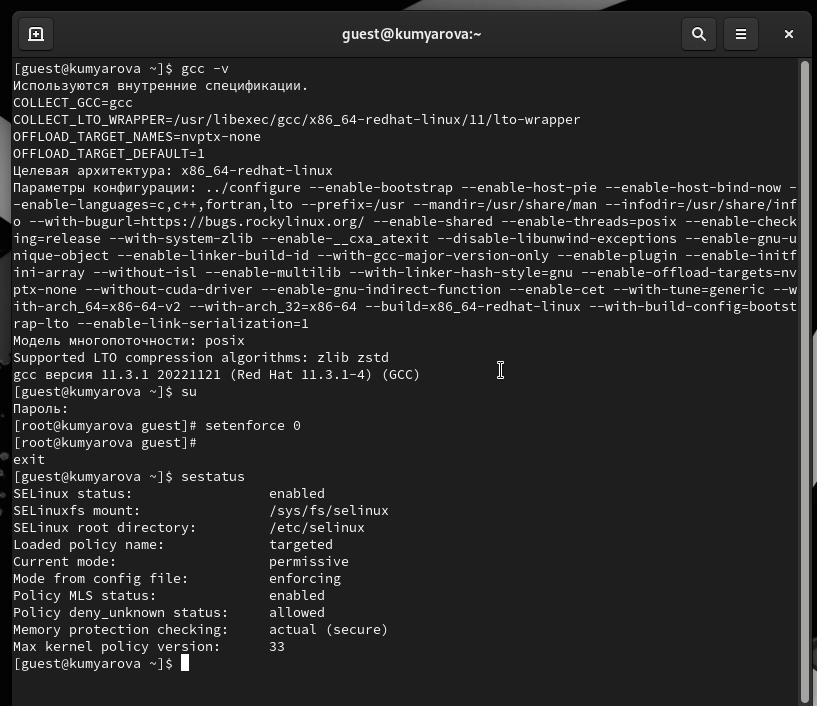 guest@kumyarova:~
[guest@kumyarova ~]$ gcc -v
Используются внутренние спецификации.
COLLECT_GCC=gcc
COLLECT_LTO_WRAPPER=/usr/libexec/gcc/x86_64-redhat-linux/11/lto-wrapper
OFFLOAD_TARGET_NAMES=nvptx-none
OFFLOAD_TARGET_DEFAULT=1
Целевая архитектура: x86_64-redhat-linux
Параметры конфигурации: ../configure --enable-bootstrap --enable-host-pie --enable-host-bind-now -
-enable-languages=c,c++,fortran,lto --prefix=/usr --mandir=/usr/share/man --infodir=/usr/share/inf
o --with-bugurl=https://bugs.rockylinux.org/ --enable-shared --enable-threads=posix --enable-check
ing=release --with-system-zlib --enable-__cxa_atexit --disable-libunwind-exceptions --enable-gnu-u
nique-object --enable-linker-build-id --with-gcc-major-version-only --enable-plugin --enable-initf
ini-array --without-isl --enable-multilib --with-linker-hash-style=gnu --enable-offload-targets=nv
ptx-none --without-cuda-driver --enable-gnu-indirect-function --enable-cet --with-tune=generic --w
ith-arch_64=x86-64-v2 --with-arch_32=x86-64 --build=x86_64-redhat-linux --with-build-config=bootst
rap-lto --enable-link-serialization=1
Модель многопоточности: posix
Supported LTO compression algorithms: zlib zstd
gcc версия 11.3.1 20221121 (Red Hat 11.3.1-4) (GCC)
[guest@kumyarova ~]$ su
Пароль:
[root@kumyarova guest]# setenforce 0
[root@kumyarova guest]#
exit
[guest@kumyarova ~]$ sestatus
SELinux status:                 enabled
SELinuxfs mount:                /sys/fs/selinux
SELinux root directory:         /etc/selinux
Loaded policy name:             targeted
Current mode:                   permissive
Mode from config file:          enforcing
Policy MLS status:              enabled
Policy deny_unknown status:     allowed
Memory protection checking:     actual (secure)
Max kernel policy version:      33
[guest@kumyarova ~]$